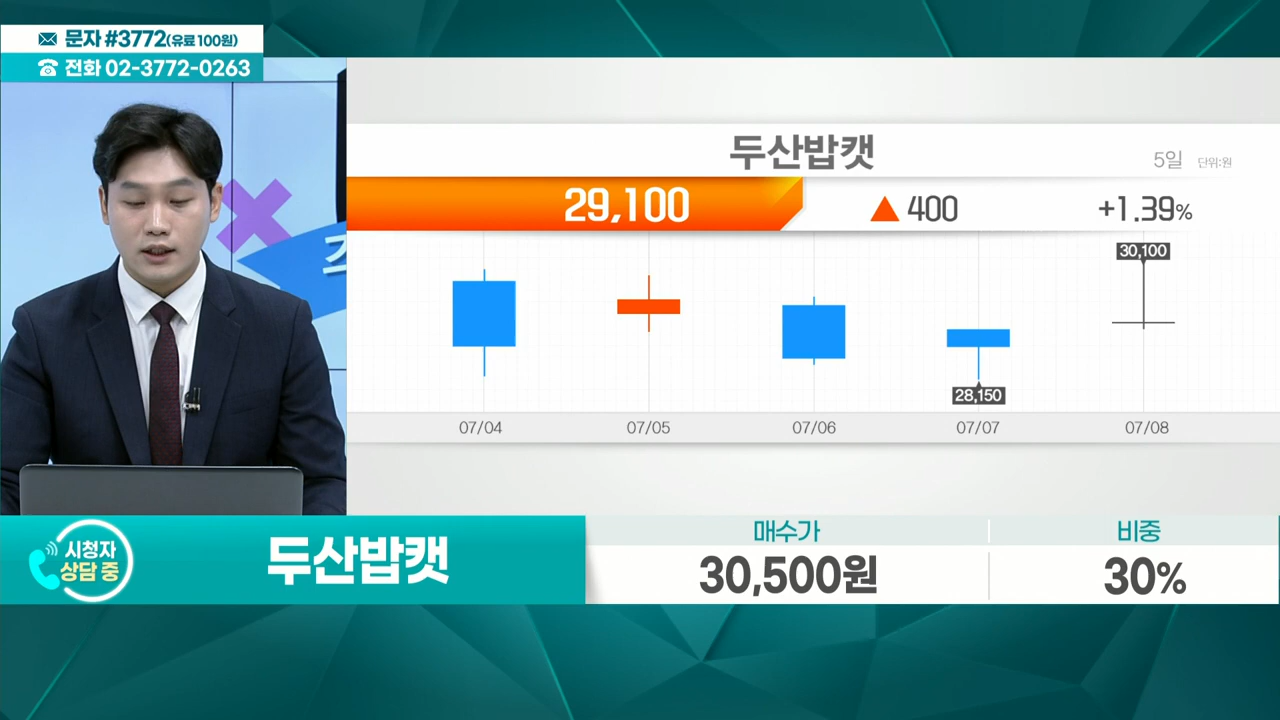 문자 #3772(유료 100원)
전화 02-3772-0263
두산밥캣
5일 단위:원
29,100 ▲ 400 +1.39%
30,100
28,150
07/04 07/05 07/06 07/07 07/08
시청자
상담 중
두산밥캣
매수가 비중
30,500원 30%